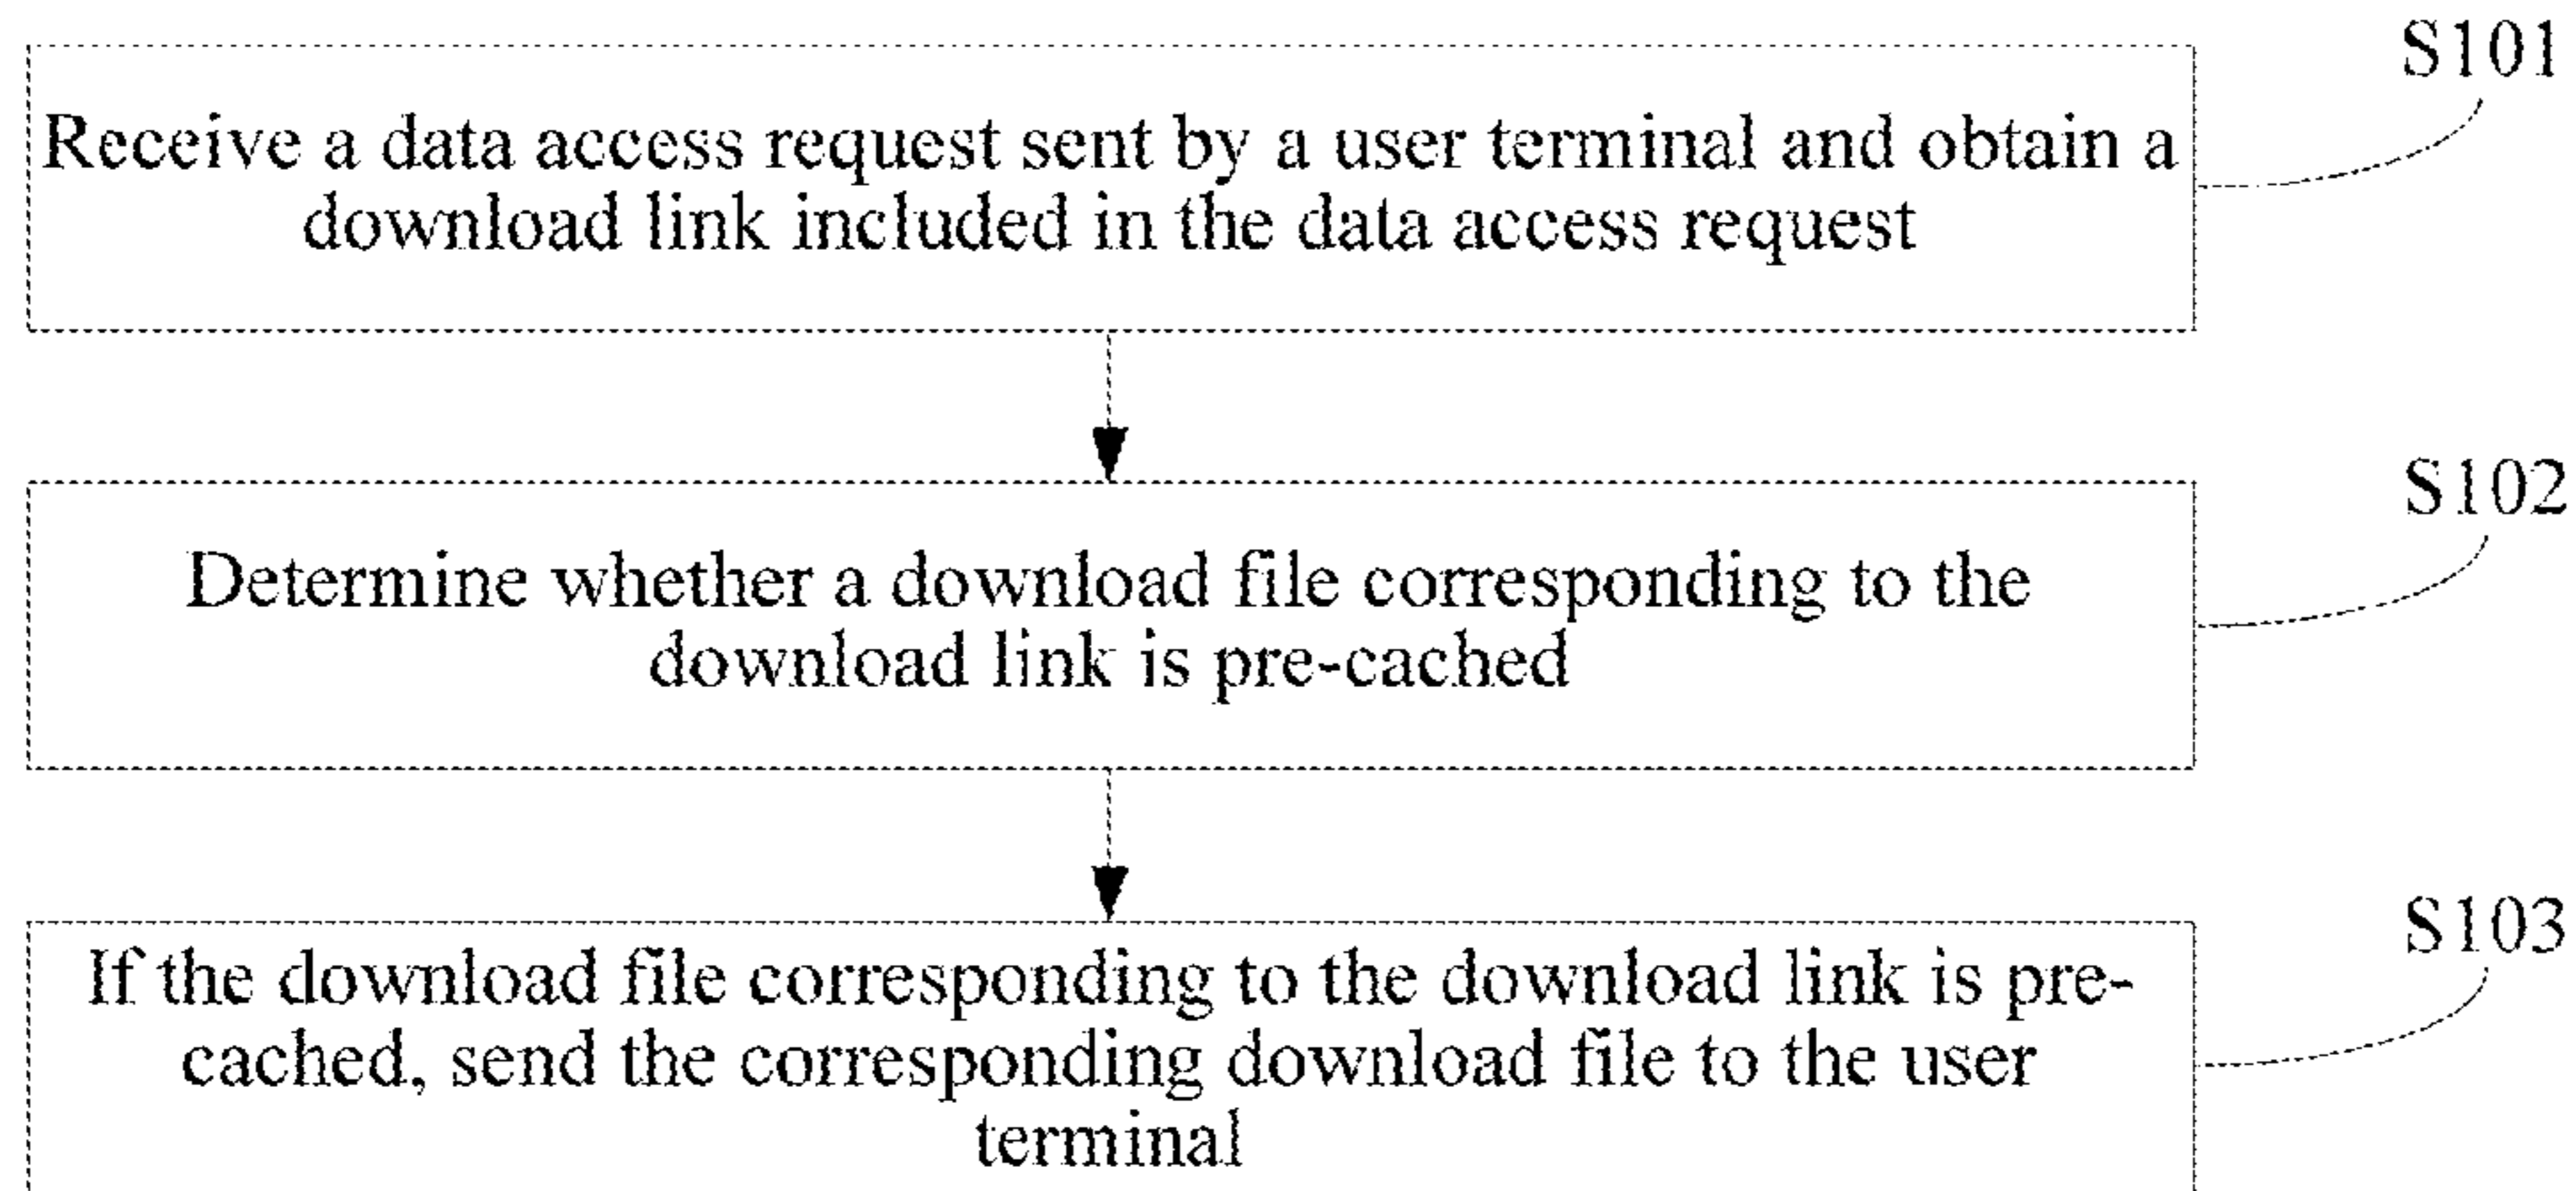 S101
Receive a data access request sent by a user terminal and obtain a
download link included in the data access request
S102
Determine whether a download file corresponding to the
download link is pre-cached
S103
If the download file corresponding to the download link is pre-
cached, send the corresponding download file to the user
terminal